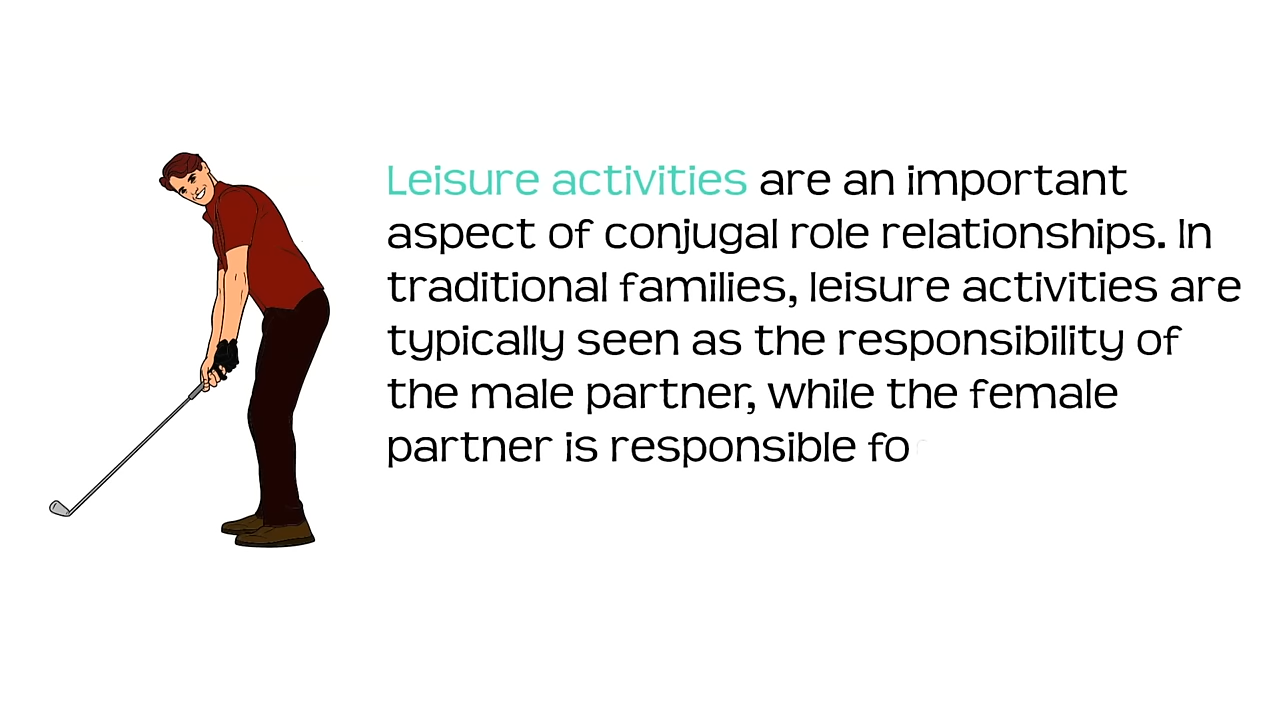 Leisure activities are an important
aspect of conjugal role relationships. In
traditional families, leisure activities are
typically seen as the responsibility of
the male partner, while the female
partner is responsible fo